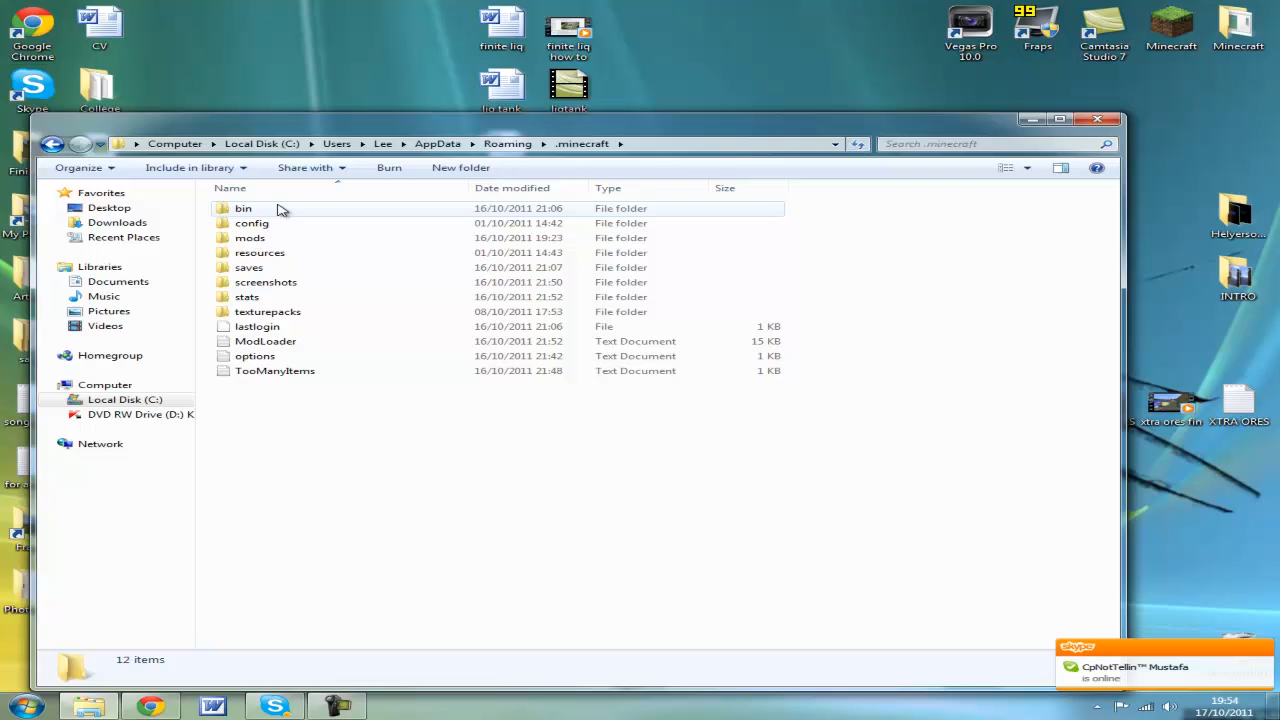 99
Google Chrome
CV
finite liq
finite liq how to
Vegas Pro 10.0
Fraps
Camtasia Studio 7
Minecraft
Minecraft
Skype
College
liq tank
liqtank
Computer
Local Disk (C:)
Users
Lee
AppData
Roaming
.minecraft
Search .minecraft
Organize
Include in library
Share with
Burn
New folder
Name
Date modified
Type
Size
Favorites
Desktop
Downloads
Recent Places
Libraries
Documents
Music
Pictures
Videos
Homegroup
Computer
Local Disk (C:)
DVD RW Drive (D:) K
Network
bin 16/10/2011 21:06 File folder
config 01/10/2011 14:42 File folder
mods 16/10/2011 19:23 File folder
resources 01/10/2011 14:43 File folder
saves 16/10/2011 21:07 File folder
screenshots 16/10/2011 21:50 File folder
stats 16/10/2011 21:52 File folder
texturepacks 08/10/2011 17:53 File folder
lastlogin 16/10/2011 21:06 File 1 KB
ModLoader 16/10/2011 21:52 Text Document 15 KB
options 16/10/2011 21:42 Text Document 1 KB
TooManyItems 16/10/2011 21:48 Text Document 1 KB
Helyerso...
INTRO
xtra ores fin
XTRA ORES
12 items
skype
CpNotTellin™ Mustafa
is online
19:54
17/10/2011